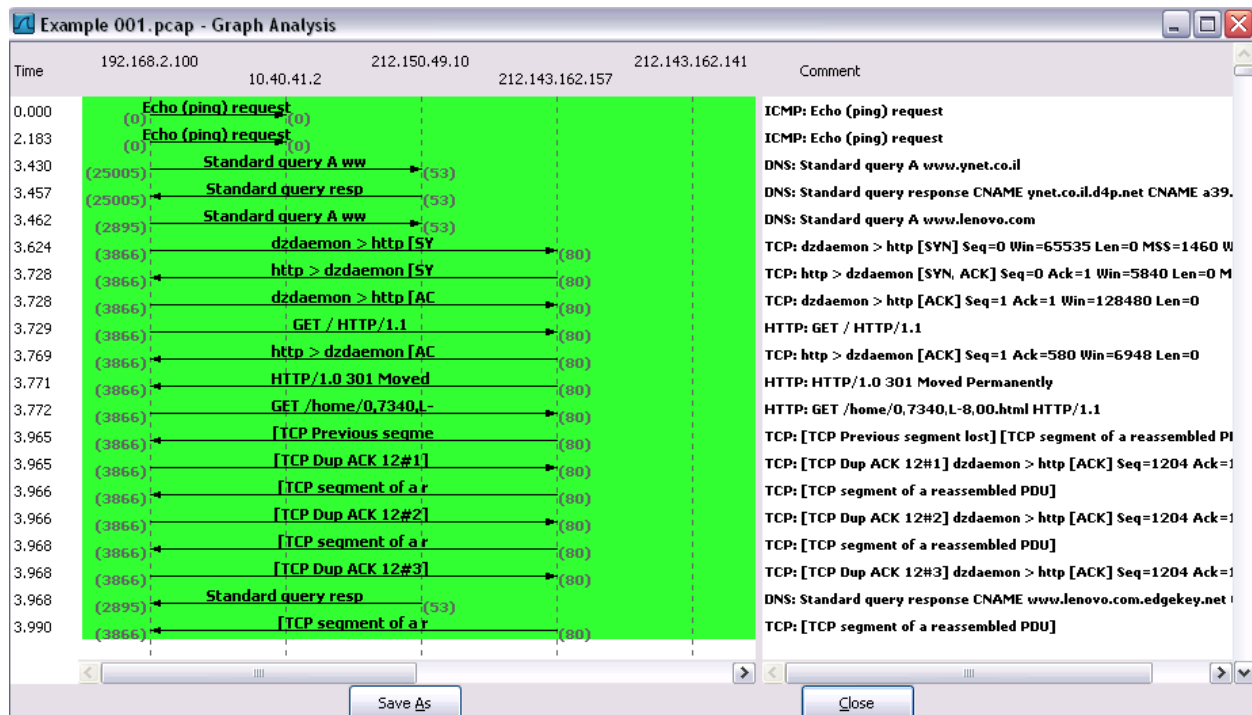 Example 001.pcap - Graph Analysis
Time 192.168.2.100 10.40.41.2 212.150.49.10 212.143.162.157 212.143.162.141 Comment
0.000 Echo (ping) request ICMP: Echo (ping) request
(0) (0)
2.183 Echo (ping) request ICMP: Echo (ping) request
(0) (0)
3.430 Standard query A ww DNS: Standard query A www.ynet.co.il
(25005) (53)
3.457 Standard query resp DNS: Standard query response CNAME ynet.co.il.d4p.net CNAME a39.
(25005) (53)
3.462 Standard query A ww DNS: Standard query A www.lenovo.com
(2895) (53)
3.624 dzdaemon > http [SY TCP: dzdaemon > http [SYN] Seq=0 Win=65535 Len=0 MSS=1460 W
(3866) (80)
3.728 http > dzdaemon [SY TCP: http > dzdaemon [SYN, ACK] Seq=0 Ack=1 Win=5840 Len=0 M
(3866) (80)
3.728 dzdaemon > http [AC TCP: dzdaemon > http [ACK] Seq=1 Ack=1 Win=128480 Len=0
(3866) (80)
3.729 GET / HTTP/1.1 HTTP: GET / HTTP/1.1
(3866) (80)
3.769 http > dzdaemon [AC TCP: http > dzdaemon [ACK] Seq=1 Ack=580 Win=6948 Len=0
(3866) (80)
3.771 HTTP/1.0 301 Moved HTTP: HTTP/1.0 301 Moved Permanently
(3866) (80)
3.772 GET /home/0,7340,L- HTTP: GET /home/0,7340,L-8,00.html HTTP/1.1
(3866) (80)
3.965 [TCP Previous segme TCP: [TCP Previous segment lost] [TCP segment of a reassembled PD
(3866) (80)
3.965 [TCP Dup ACK 12#1] TCP: [TCP Dup ACK 12#1] dzdaemon > http [ACK] Seq=1204 Ack=1
(3866) (80)
3.966 [TCP segment of a r TCP: [TCP segment of a reassembled PDU]
(3866) (80)
3.966 [TCP Dup ACK 12#2] TCP: [TCP Dup ACK 12#2] dzdaemon > http [ACK] Seq=1204 Ack=1
(3866) (80)
3.968 [TCP segment of a r TCP: [TCP segment of a reassembled PDU]
(3866) (80)
3.968 [TCP Dup ACK 12#3] TCP: [TCP Dup ACK 12#3] dzdaemon > http [ACK] Seq=1204 Ack=1
(3866) (80)
3.968 Standard query resp DNS: Standard query response CNAME www.lenovo.com.edgekey.net
(2895) (53)
3.990 [TCP segment of a r TCP: [TCP segment of a reassembled PDU]
(3866) (80)
Save As Close